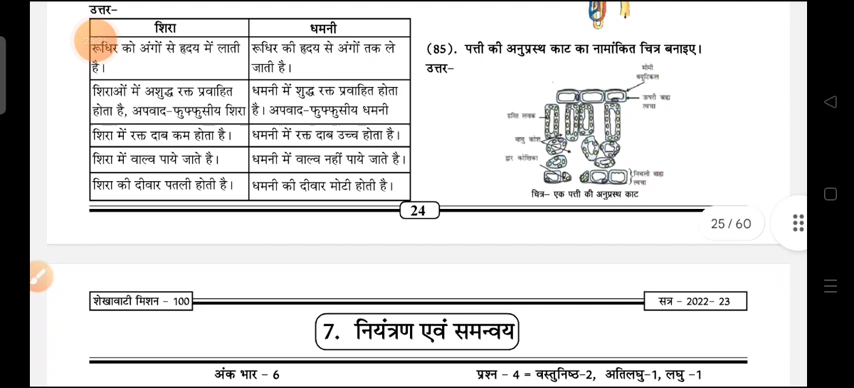 उत्तर–
शिरा
धमनी
रूधिर को अंगों से हृदय में लाती है।
रूधिर की हृदय से अंगों तक ले जाती है।
शिराओं में अशुद्ध रक्त प्रवाहित होता है, अपवाद-फुफ्फुसीय शिरा
धमनी में शुद्ध रक्त प्रवाहित होता है। अपवाद-फुफ्फुसीय धमनी
शिरा में रक्त दाब कम होता है।
धमनी में रक्त दाब उच्च होता है।
शिरा में वाल्व पाये जाते है।
धमनी में वाल्व नहीं पाये जाते है।
शिरा की दीवार पतली होती है।
धमनी की दीवार मोटी होती है।
24
(85). पत्ती की अनुप्रस्थ काट का नामांकित चित्र बनाइए।
उत्तर–
मोमी
क्यूटिकल
ऊपरी बाह्य
त्वचा
हरित लवक
वायु कोश
द्वार कोशिका
निचली बाह्य
त्वचा
चित्र– एक पत्ती की अनुप्रस्थ काट
25 / 60
शेखावाटी मिशन - 100
सत्र - 2022- 23
7. नियंत्रण एवं समन्वय
अंक भार - 6
प्रश्न - 4 = वस्तुनिष्ठ-2, अतिलघु-1, लघु -1